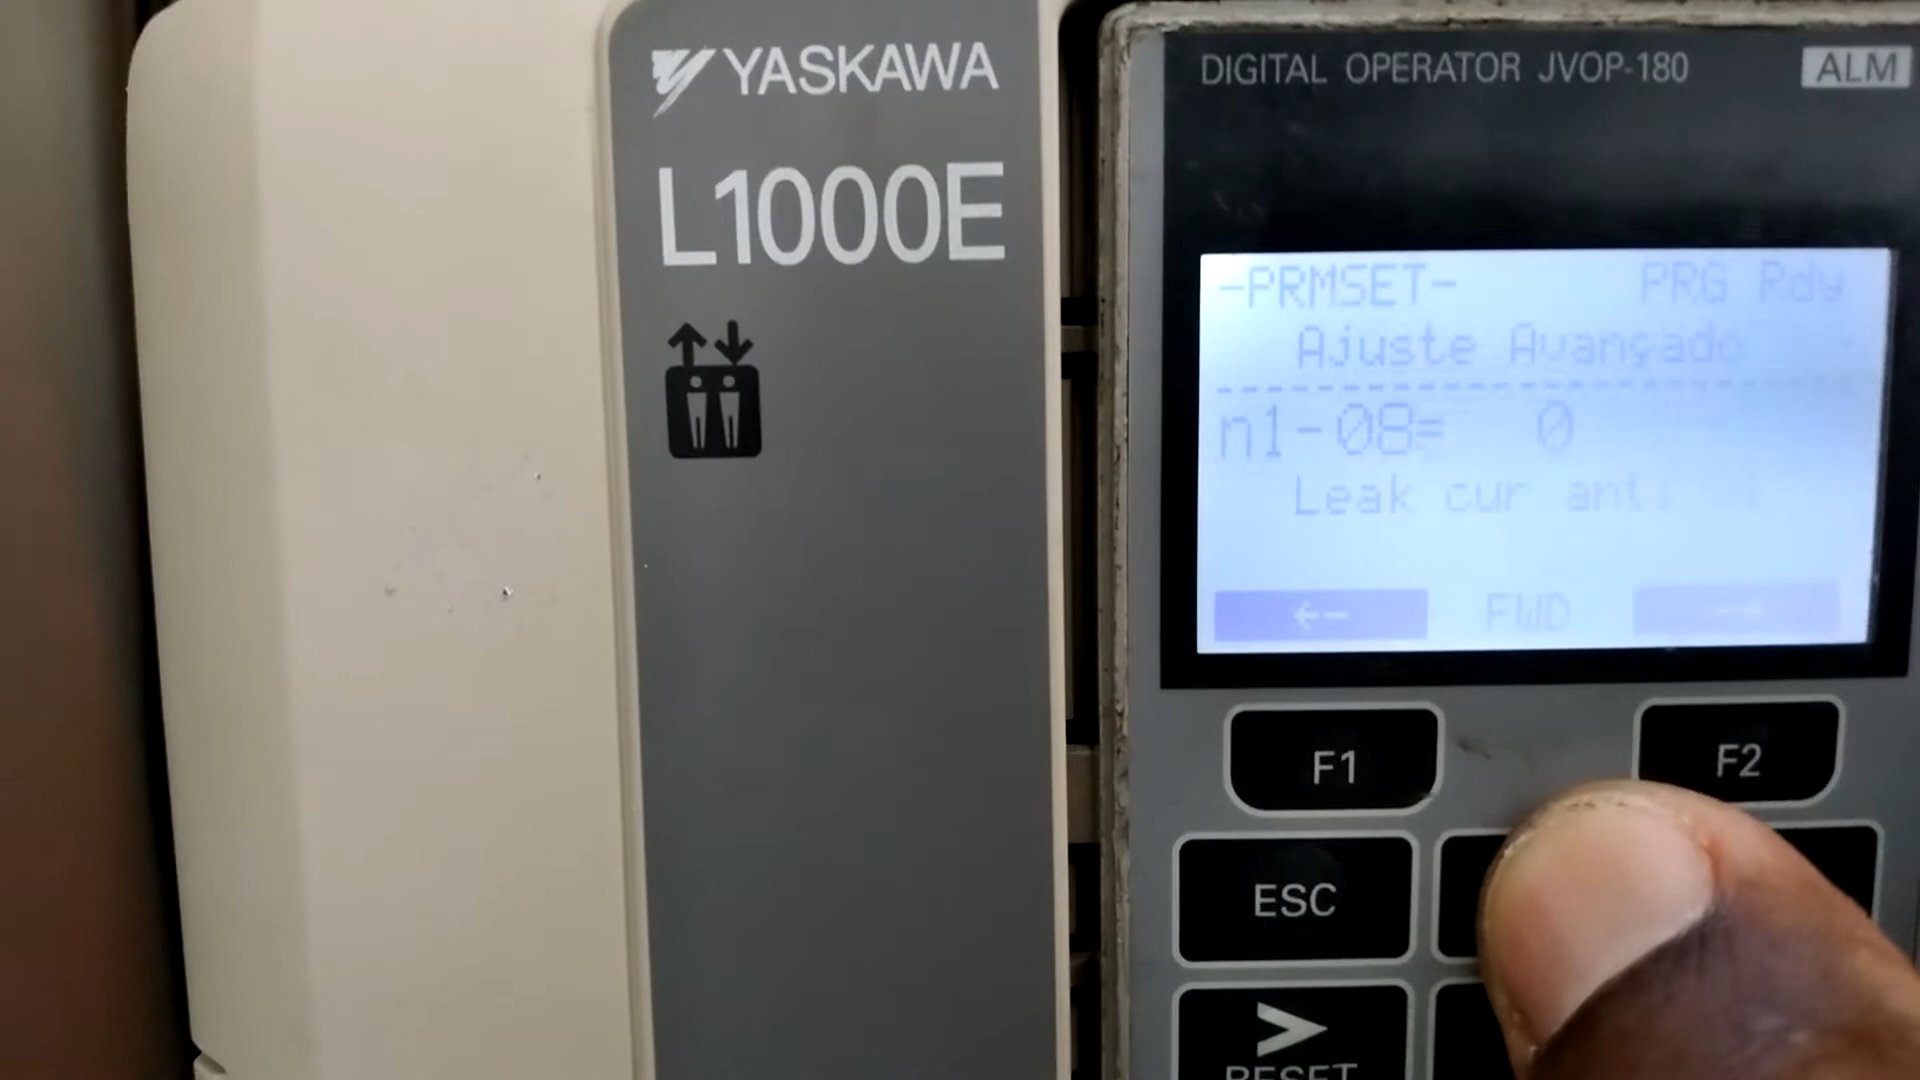 YASKAWA
L1000E
DIGITAL OPERATOR JVOP-180
ALM
-PRMSET- PRG Rdy
Ajuste Avançado
n1-08= 0
Leak cur anti
←
FWD
→
F1
F2
ESC
>
RESET